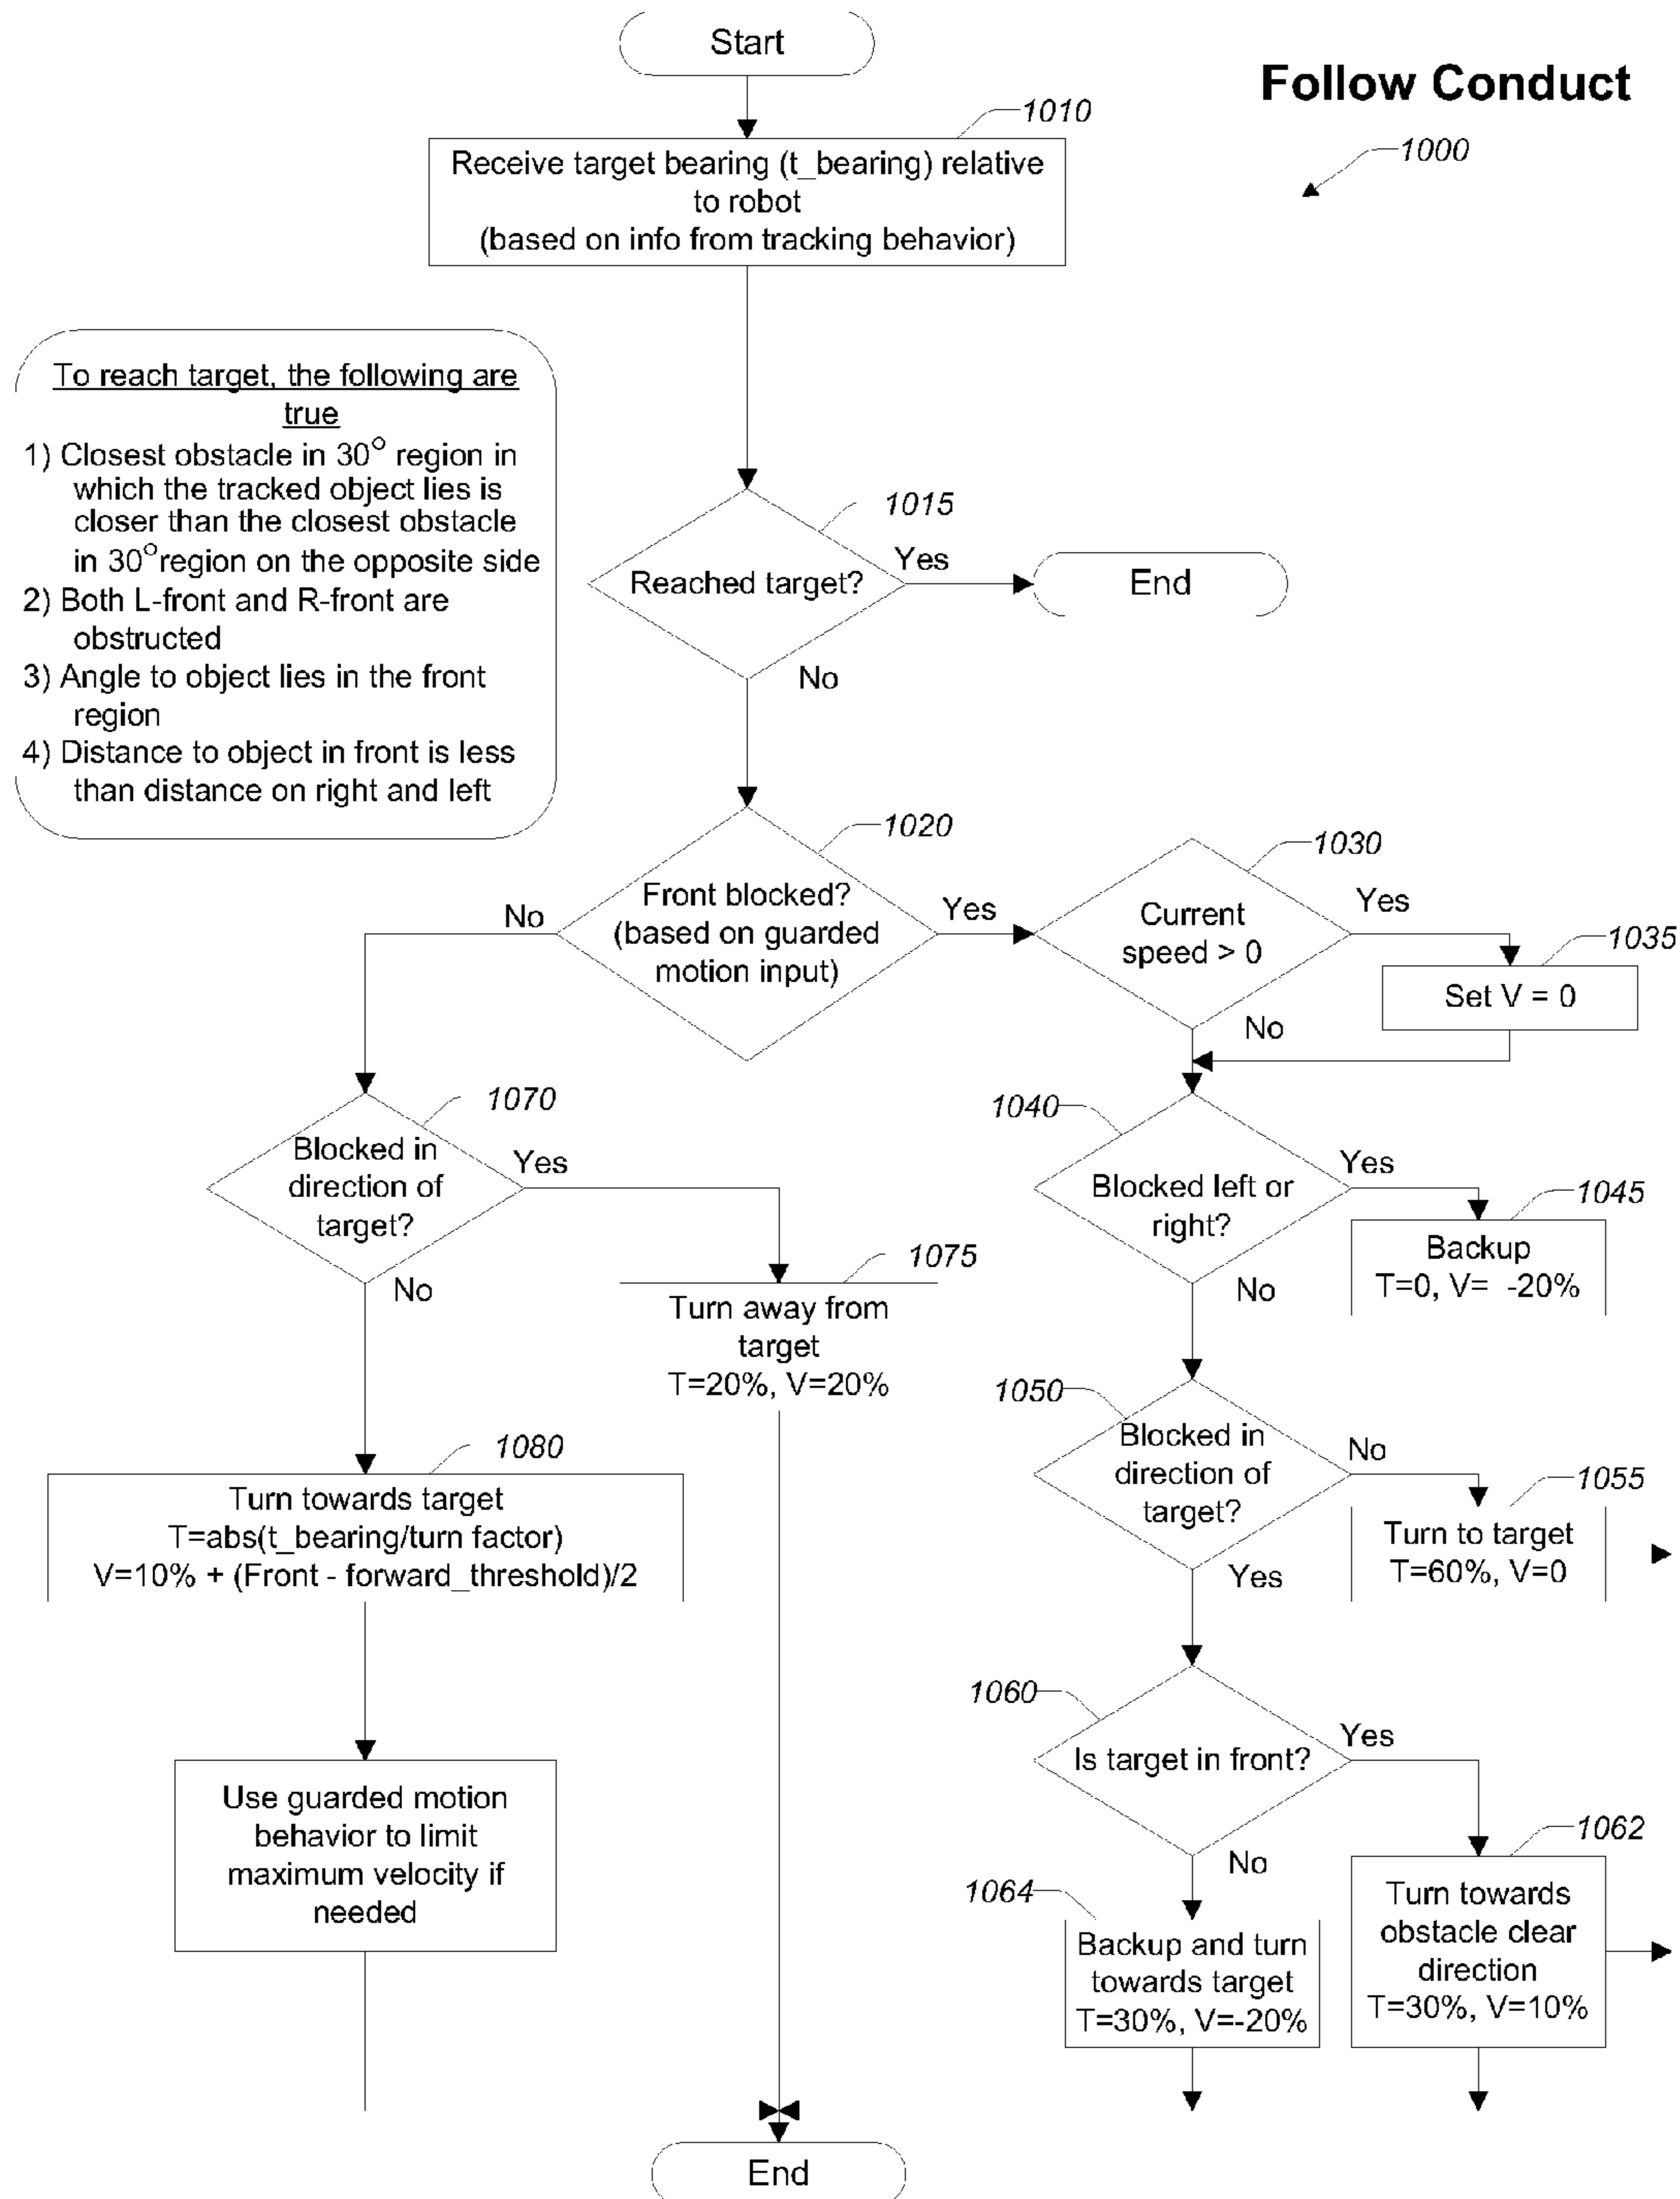 Start
Follow Conduct
1000
1010
Receive target bearing (t_bearing) relative
to robot
(based on info from tracking behavior)
To reach target, the following are
true
1) Closest obstacle in 30° region in
which the tracked object lies is
closer than the closest obstacle
in 30° region on the opposite side
2) Both L-front and R-front are
obstructed
3) Angle to object lies in the front
region
4) Distance to object in front is less
than distance on right and left
1015
Reached target?
Yes
End
No
1020
Front blocked?
(based on guarded
motion input)
No
Yes
1030
Current
speed > 0
Yes
1035
Set V = 0
No
1070
Blocked in
direction of
target?
Yes
No
1075
Turn away from
target
T=20%, V=20%
1040
Blocked left or
right?
Yes
1045
Backup
T=0, V= -20%
No
1050
Blocked in
direction of
target?
No
1055
Turn to target
T=60%, V=0
Yes
1080
Turn towards target
T=abs(t_bearing/turn factor)
V=10% + (Front - forward_threshold)/2
Use guarded motion
behavior to limit
maximum velocity if
needed
1060
Is target in front?
Yes
1062
Turn towards
obstacle clear
direction
T=30%, V=10%
No
1064
Backup and turn
towards target
T=30%, V=-20%
End